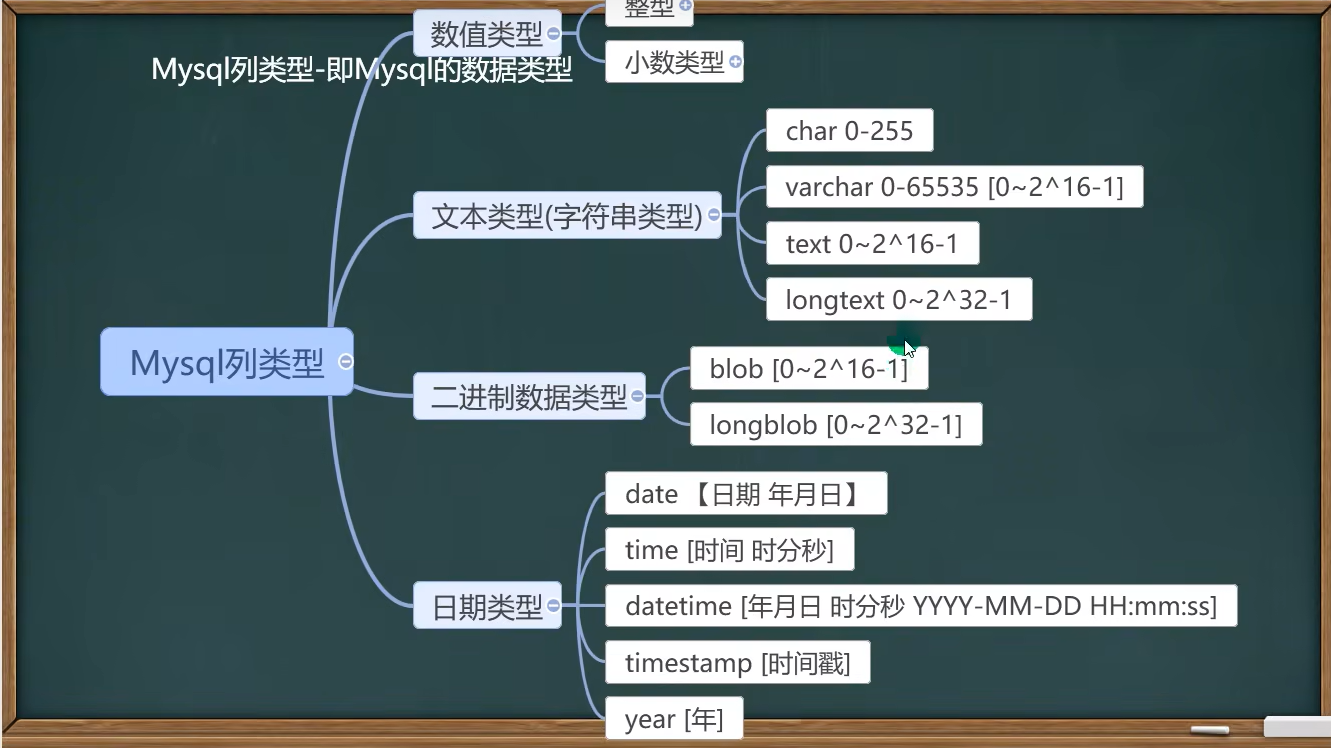 整型
数值类型
小数类型
Mysql列类型-即Mysql的数据类型
char 0-255
varchar 0-65535 [0~2^16-1]
文本类型(字符串类型)
text 0~2^16-1
longtext 0~2^32-1
Mysql列类型
blob [0~2^16-1]
二进制数据类型
longblob [0~2^32-1]
date 【日期 年月日】
time [时间 时分秒]
日期类型
datetime [年月日 时分秒 YYYY-MM-DD HH:mm:ss]
timestamp [时间戳]
year [年]